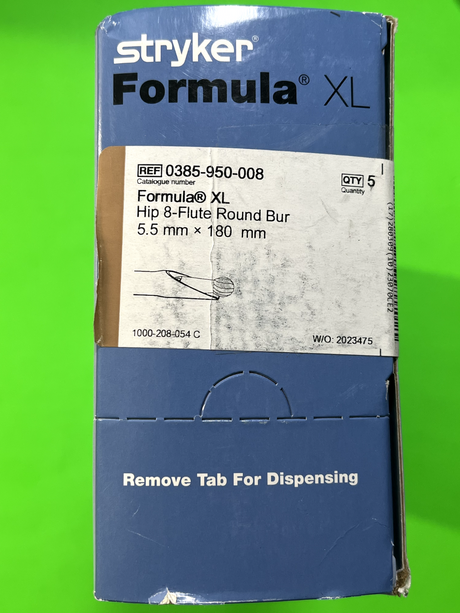 stryker®
Formula® XL
REF 0385-950-008
Catalogue number
QTY 5
Quantity
Formula® XL
Hip 8-Flute Round Bur
5.5 mm × 180 mm
1000-208-054 C
W/O: 2023475
Remove Tab For Dispensing